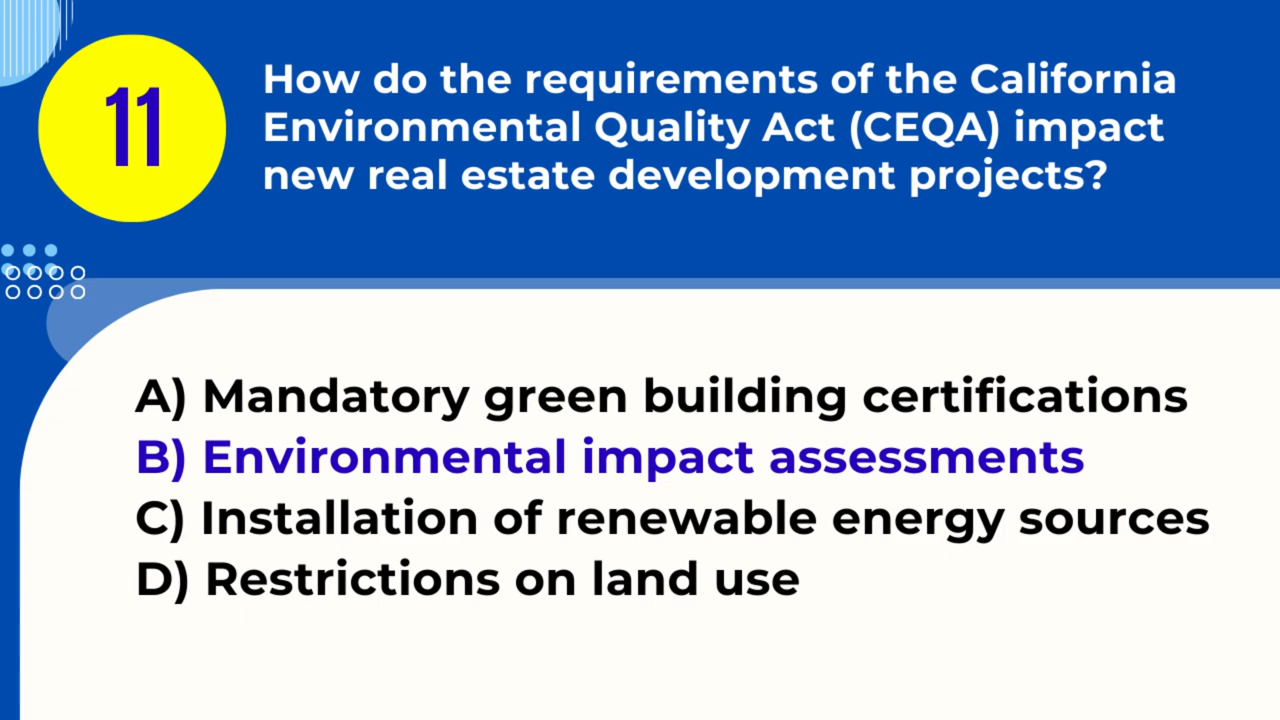 11
How do the requirements of the California
Environmental Quality Act (CEQA) impact
new real estate development projects?
A) Mandatory green building certifications
B) Environmental impact assessments
C) Installation of renewable energy sources
D) Restrictions on land use